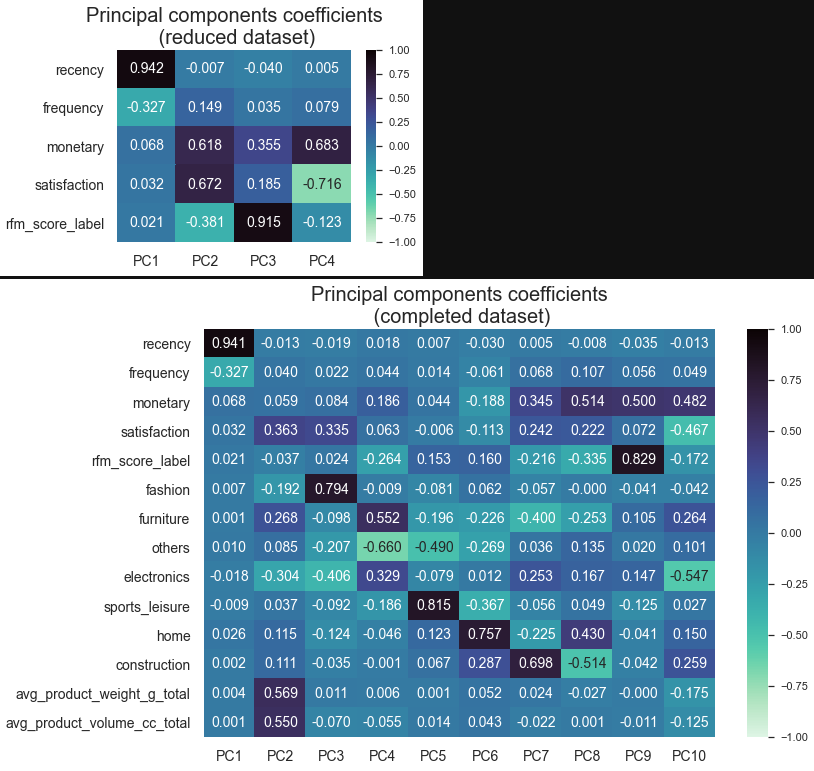 Principal components coefficients
(reduced dataset)
recency 0.942 -0.007 -0.040 0.005
frequency -0.327 0.149 0.035 0.079
monetary 0.068 0.618 0.355 0.683
satisfaction 0.032 0.672 0.185 -0.716
rfm_score_label 0.021 -0.381 0.915 -0.123
PC1 PC2 PC3 PC4
1.00
0.75
0.50
0.25
0.00
−0.25
−0.50
−0.75
−1.00
Principal components coefficients
(completed dataset)
recency 0.941 -0.013 -0.019 0.018 0.007 -0.030 0.005 -0.008 -0.035 -0.013
frequency -0.327 0.040 0.022 0.044 0.014 -0.061 0.068 0.107 0.056 0.049
monetary 0.068 0.059 0.084 0.186 0.044 -0.188 0.345 0.514 0.500 0.482
satisfaction 0.032 0.363 0.335 0.063 -0.006 -0.113 0.242 0.222 0.072 -0.467
rfm_score_label 0.021 -0.037 0.024 -0.264 0.153 0.160 -0.216 -0.335 0.829 -0.172
fashion 0.007 -0.192 0.794 -0.009 -0.081 0.062 -0.057 -0.000 -0.041 -0.042
furniture 0.001 0.268 -0.098 0.552 -0.196 -0.226 -0.400 -0.253 0.105 0.264
others 0.010 0.085 -0.207 -0.660 -0.490 -0.269 0.036 0.135 0.020 0.101
electronics -0.018 -0.304 -0.406 0.329 -0.079 0.012 0.253 0.167 0.147 -0.547
sports_leisure -0.009 0.037 -0.092 -0.186 0.815 -0.367 -0.056 0.049 -0.125 0.027
home 0.026 0.115 -0.124 -0.046 0.123 0.757 -0.225 0.430 -0.041 0.150
construction 0.002 0.111 -0.035 -0.001 0.067 0.287 0.698 -0.514 -0.042 0.259
avg_product_weight_g_total 0.004 0.569 0.011 0.006 0.001 0.052 0.024 -0.027 -0.000 -0.175
avg_product_volume_cc_total 0.001 0.550 -0.070 -0.055 0.014 0.043 -0.022 0.001 -0.011 -0.125
PC1 PC2 PC3 PC4 PC5 PC6 PC7 PC8 PC9 PC10
1.00
0.75
0.50
0.25
0.00
−0.25
−0.50
−0.75
−1.00